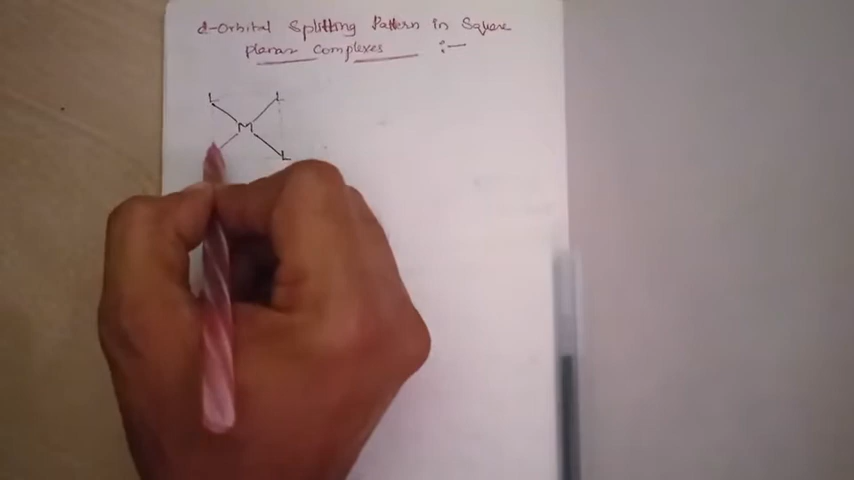 d-orbital Splitting Pattern in Square
planar Complexes :-
L L
M
L